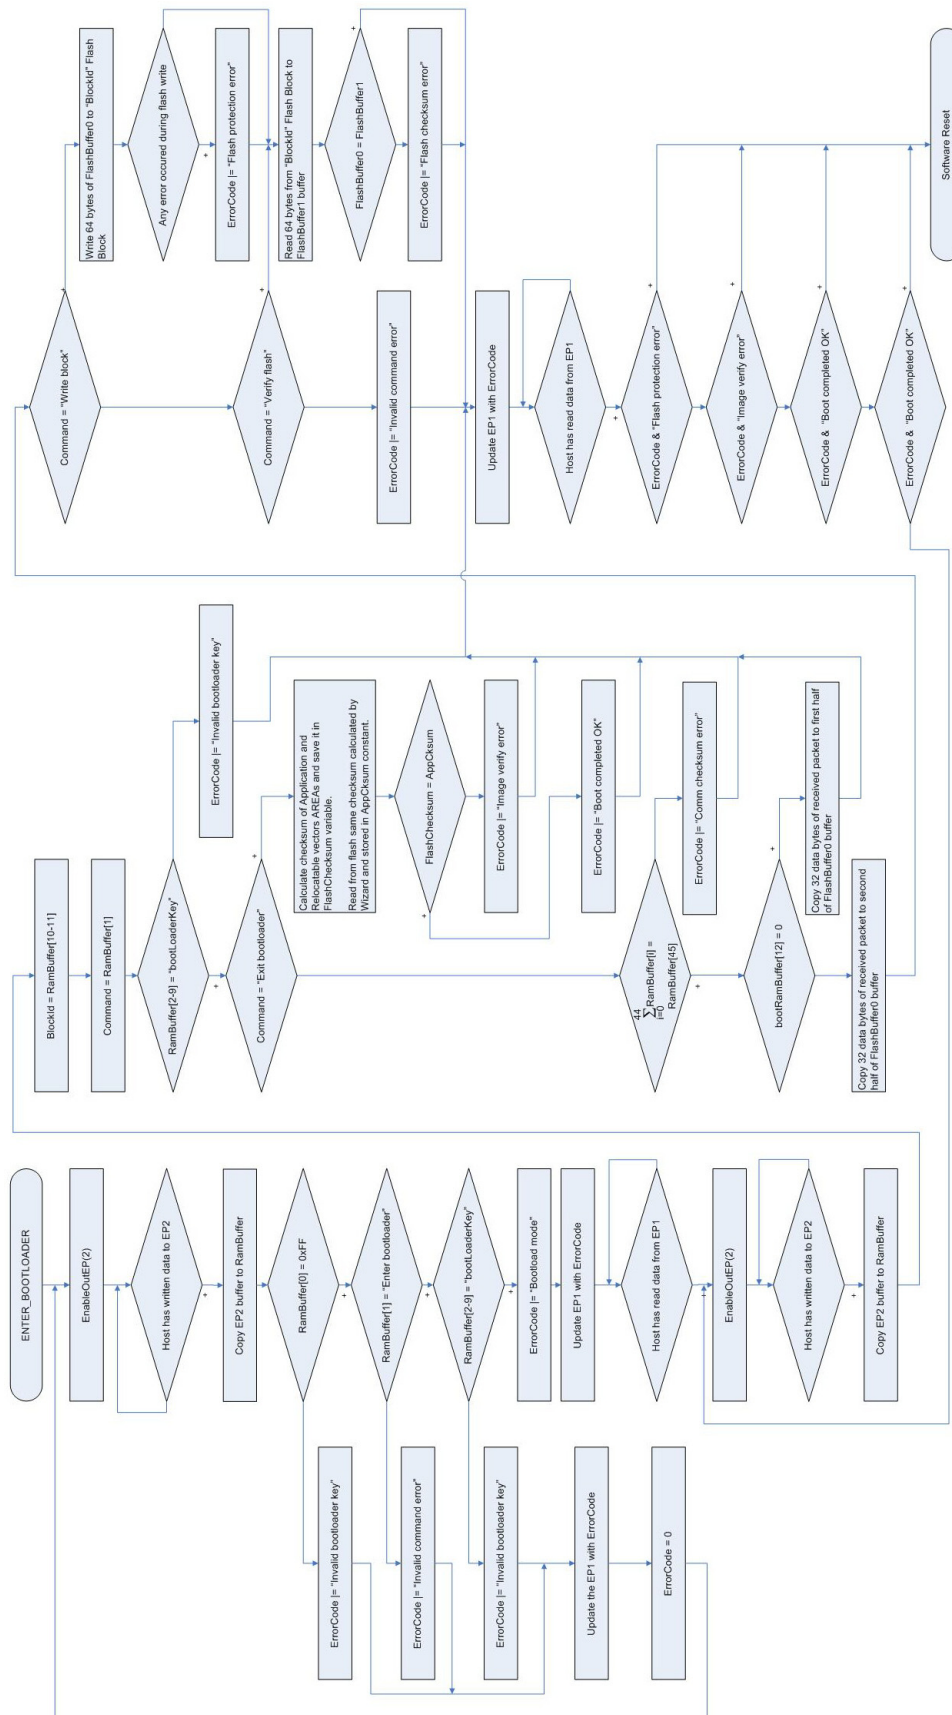 ENTER_BOOTLOADER
EnableOutEP(2)
Host has written data to EP2
+
Copy EP2 buffer to RamBuffer
RamBuffer[0] = 0xFF
+
RamBuffer[1] = "Enter bootloader"
+
RamBuffer[2-9] = "bootLoaderKey"
+
ErrorCode |= "Bootload mode"
Update EP1 with ErrorCode
Host has read data from EP1
+
EnableOutEP(2)
Host has written data to EP2
+
Copy EP2 buffer to RamBuffer
ErrorCode |= "Invalid bootloader key"
ErrorCode |= "Invalid command error"
ErrorCode |= "Invalid bootloader key"
Update the EP1 with ErrorCode
ErrorCode = 0
BlockId = RamBuffer[10-11]
Command = RamBuffer[1]
RamBuffer[2-9] = "bootLoaderKey"
+
+
ErrorCode |= "Invalid bootloader key"
Command = "Exit bootloader"
+
Calculate checksum of Application and
Relocatable vectors AREAs and save it in
FlashChecksum variable.
Read from flash same checksum calculated by
Wizard and stored in AppCksum constant.
FlashChecksum = AppCksum
+
+
ErrorCode |= "Image verify error"
ErrorCode |= "Boot completed OK"
44
∑RamBuffer[i] =
i=0
RamBuffer[45]
+
+
ErrorCode |= "Comm checksum error"
bootRamBuffer[12] = 0
+
Copy 32 data bytes of received packet to first half
of FlashBuffer0 buffer
Copy 32 data bytes of received packet to second
half of FlashBuffer0 buffer
Command = "Write block"
+
Write 64 bytes of FlashBuffer0 to "BlockId" Flash
Block
Any error occured during flash write
+
ErrorCode |= "Flash protection error"
Command = "Verify flash"
+
Read 64 bytes from "BlockId" Flash Block to
FlashBuffer1 buffer
FlashBuffer0 = FlashBuffer1
+
+
ErrorCode |= "Flash checksum error"
ErrorCode |= "Invalid command error"
Update EP1 with ErrorCode
Host has read data from EP1
+
ErrorCode & "Flash protection error"
+
ErrorCode & "Image verify error"
+
ErrorCode & "Boot completed OK"
+
ErrorCode & "Boot completed OK"
+
Software Reset